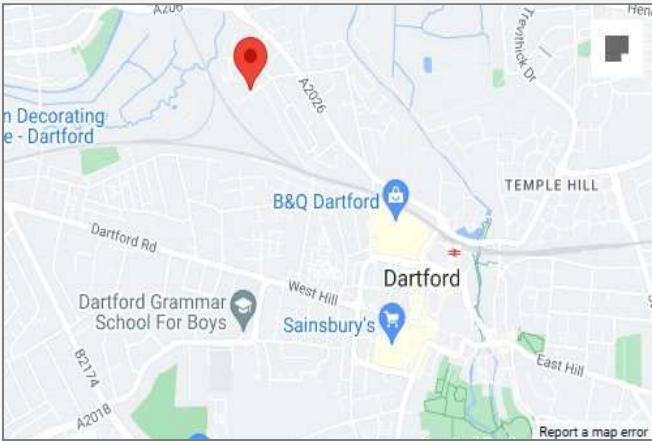 A206
Trevithick Dr
Hen
A2026
n Decorating
e - Dartford
TEMPLE HILL
B&Q Dartford
Dartford Rd
Dartford
West Hill
Dartford Grammar
School For Boys
Sainsbury's
B2174
East Hill
A2018
Report a map error